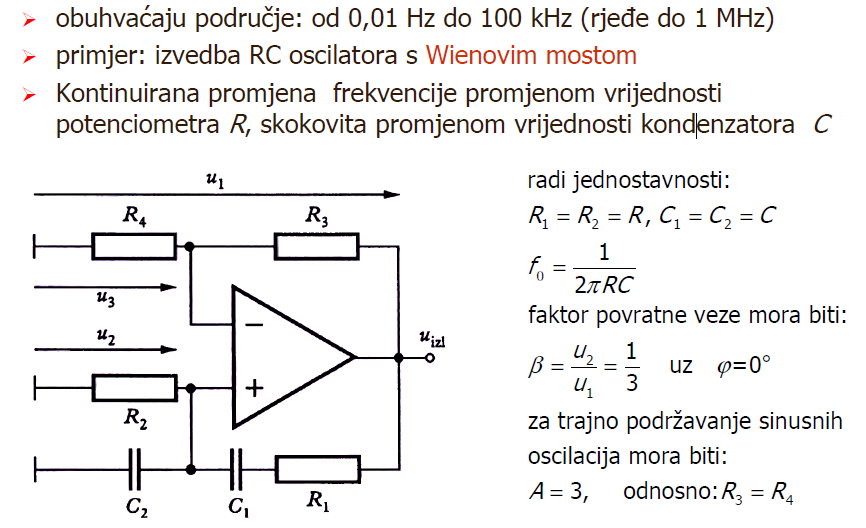 obuhvaćaju područje: od 0,01 Hz do 100 kHz (rjeđe do 1 MHz)
primjer: izvedba RC oscilatora s Wienovim mostom
Kontinuirana promjena frekvencije promjenom vrijednosti
potenciometra R, skokovita promjenom vrijednosti kondenzatora C
u₁
R₄
R₃
u₃
u₂
−
+
u_izl
R₂
C₂
C₁
R₁
radi jednostavnosti:
R₁ = R₂ = R, C₁ = C₂ = C
f₀ = 1 / 2πRC
faktor povratne veze mora biti:
β = u₂ / u₁ = 1 / 3 uz φ=0°
za trajno podržavanje sinusnih
oscilacija mora biti:
A = 3, odnosno: R₃ = R₄